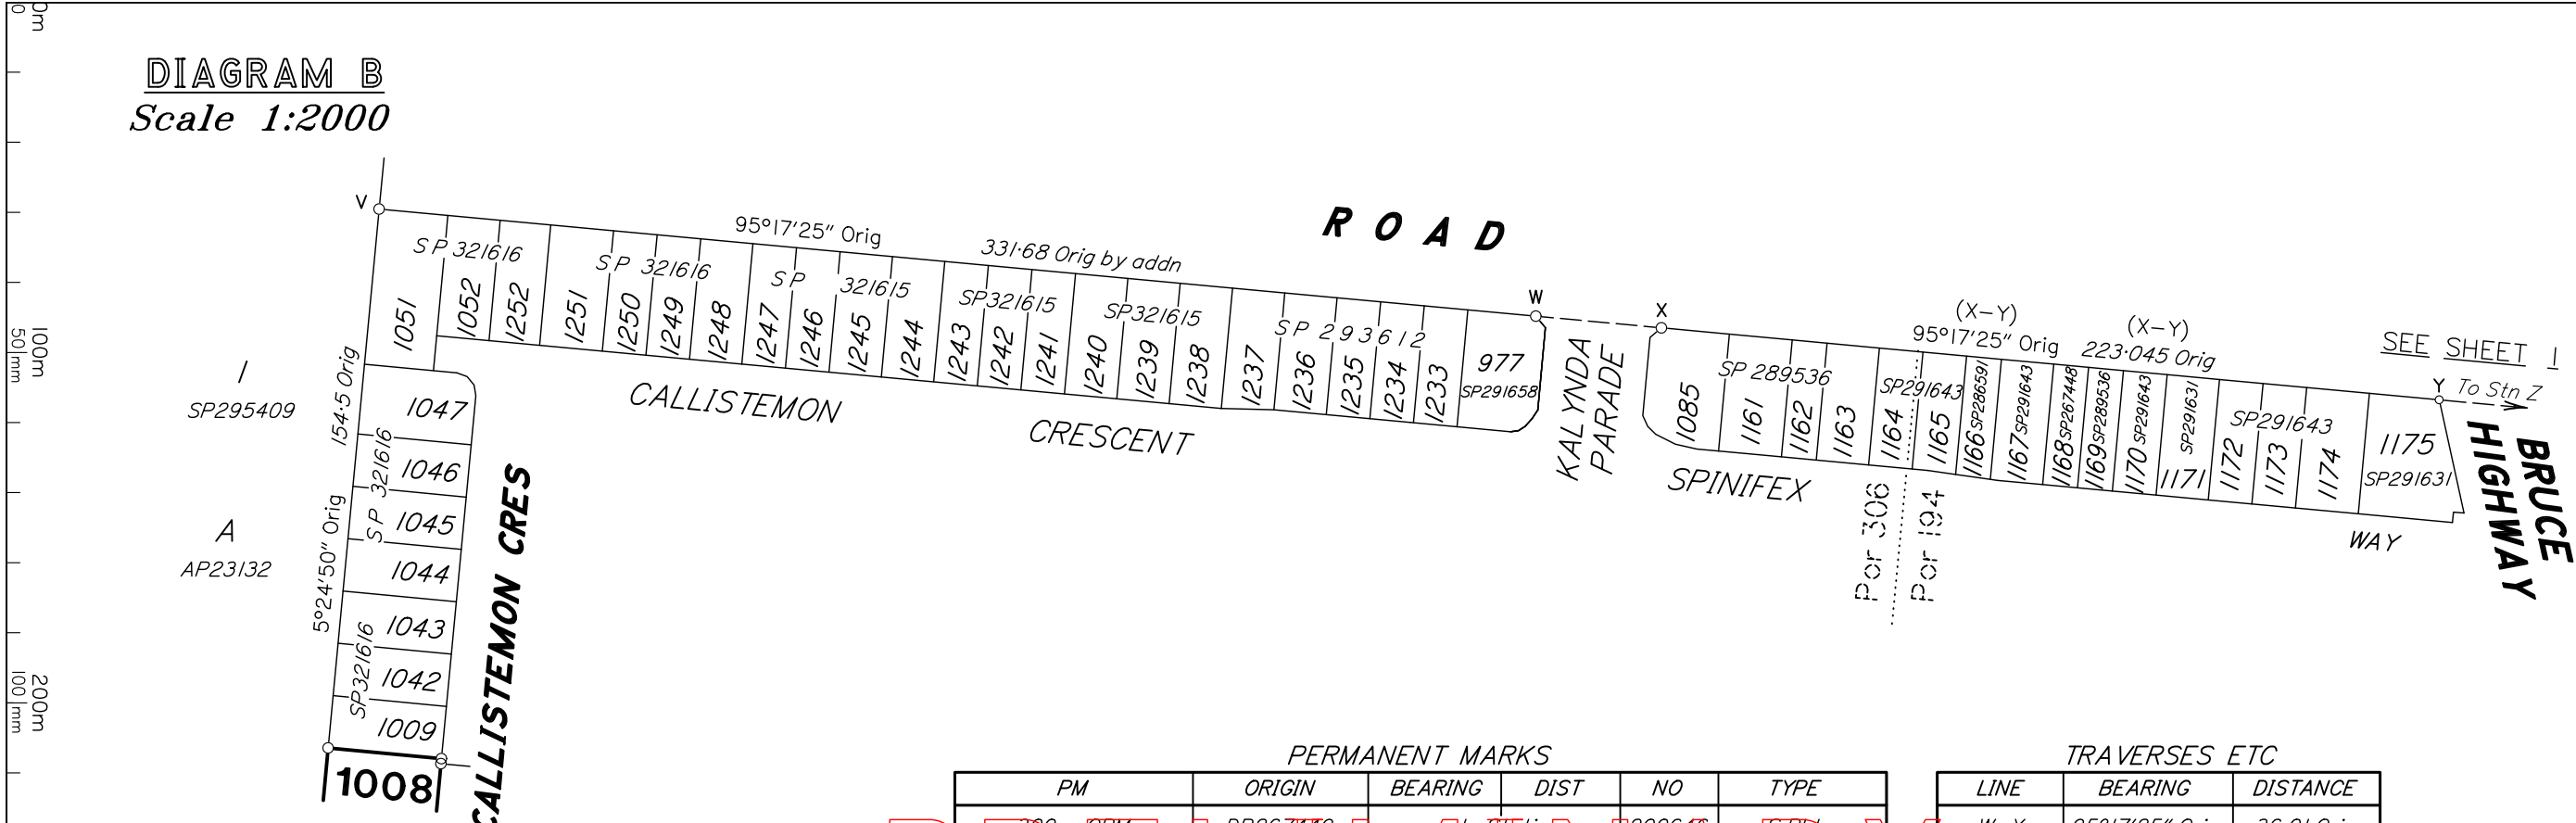 0m
0
DIAGRAM B
Scale 1:2000
100m
50 mm
200m
100 mm
V
95°17'25" Orig
331·68 Orig by addn
ROAD
W
X
(X-Y)
95°17'25" Orig
(X-Y)
223·045 Orig
SEE SHEET 1
Y
To Stn Z
SP 321616
SP 321616
SP 321615
SP321615
SP321615
SP 293612
1051
1052
1252
1251
1250
1249
1248
1247
1246
1245
1244
1243
1242
1241
1240
1239
1238
1237
1236
1235
1234
1233
977
SP291658
KALYNDA
PARADE
SP 289536
SP291643
1085
1161
1162
1163
1164
1165
1166 SP286591
1167 SP291643
1168 SP267448
1169 SP289536
1170 SP291643
1171 SP291631
SP291643
1172
1173
1174
1175
SP291631
BRUCE
HIGHWAY
CALLISTEMON
CRESCENT
SPINIFEX
WAY
Por 306
Por 194
1
SP295409
A
AP23132
154·5 Orig
5°24'50" Orig
1047
1046
1045
1044
1043
1042
1009
SP 321616
SP321616
1008
CALLISTEMON CRES
PERMANENT MARKS
PM ORIGIN BEARING DIST NO TYPE
TRAVERSES ETC
LINE BEARING DISTANCE